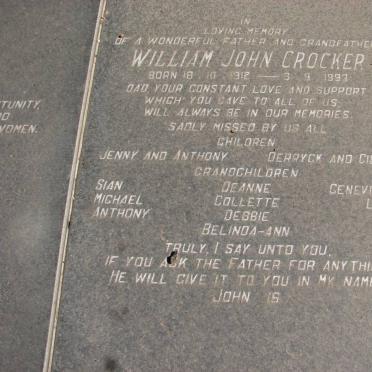 TUNITY,
WOMEN.
IN
LOVING MEMORY
OF A WONDERFUL FATHER AND GRANDFATHER
WILLIAM JOHN CROCKER
BORN 18. 10. 1912 — 3. 9. 1993
DAD, YOUR CONSTANT LOVE AND SUPPORT
WHICH YOU GAVE TO ALL OF US,
WILL ALWAYS BE IN OUR MEMORIES.
SADLY MISSED BY US ALL
CHILDREN
JENNY AND ANTHONY DERRYCK AND
GRANDCHILDREN
SIAN DEANNE GENEV
MICHAEL COLLETTE L
ANTHONY DEBBIE
BELINDA-ANN
TRULY, I SAY UNTO YOU,
IF YOU ASK THE FATHER FOR ANYTHI
HE WILL GIVE IT TO YOU IN MY NAME
JOHN 16